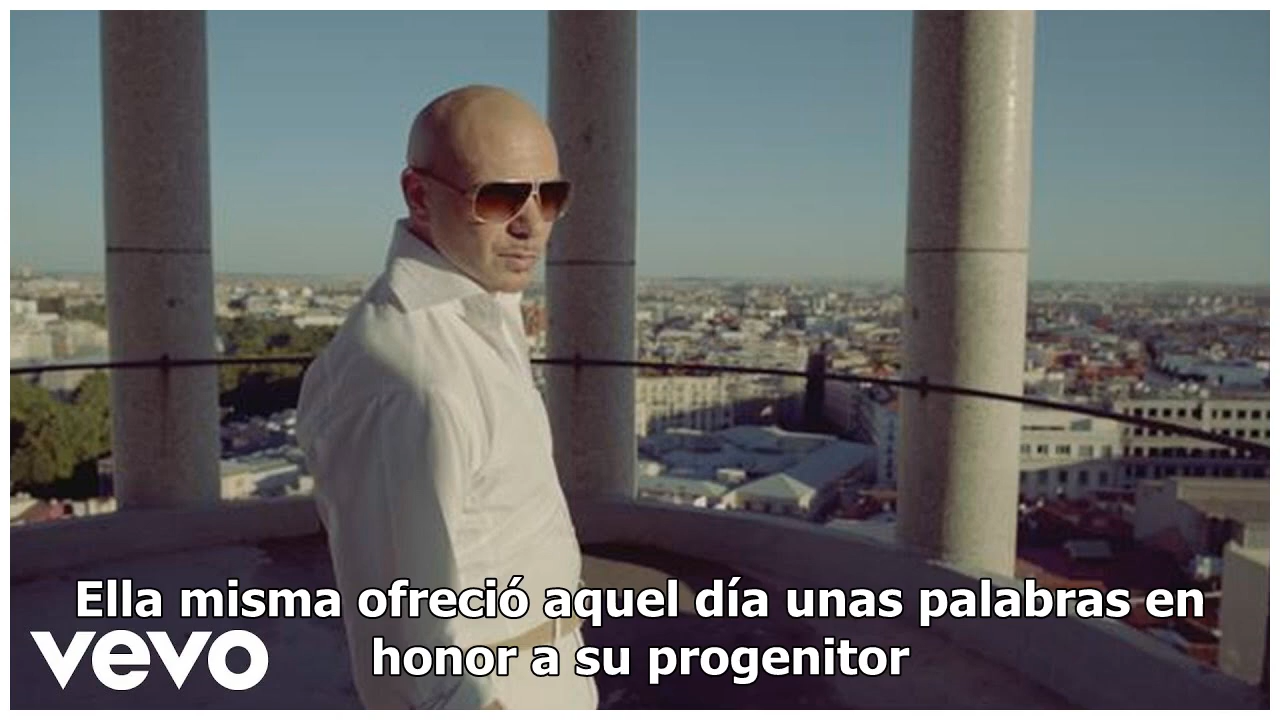 Ella misma ofreció aquel día unas palabras en
honor a su progenitor
vevo